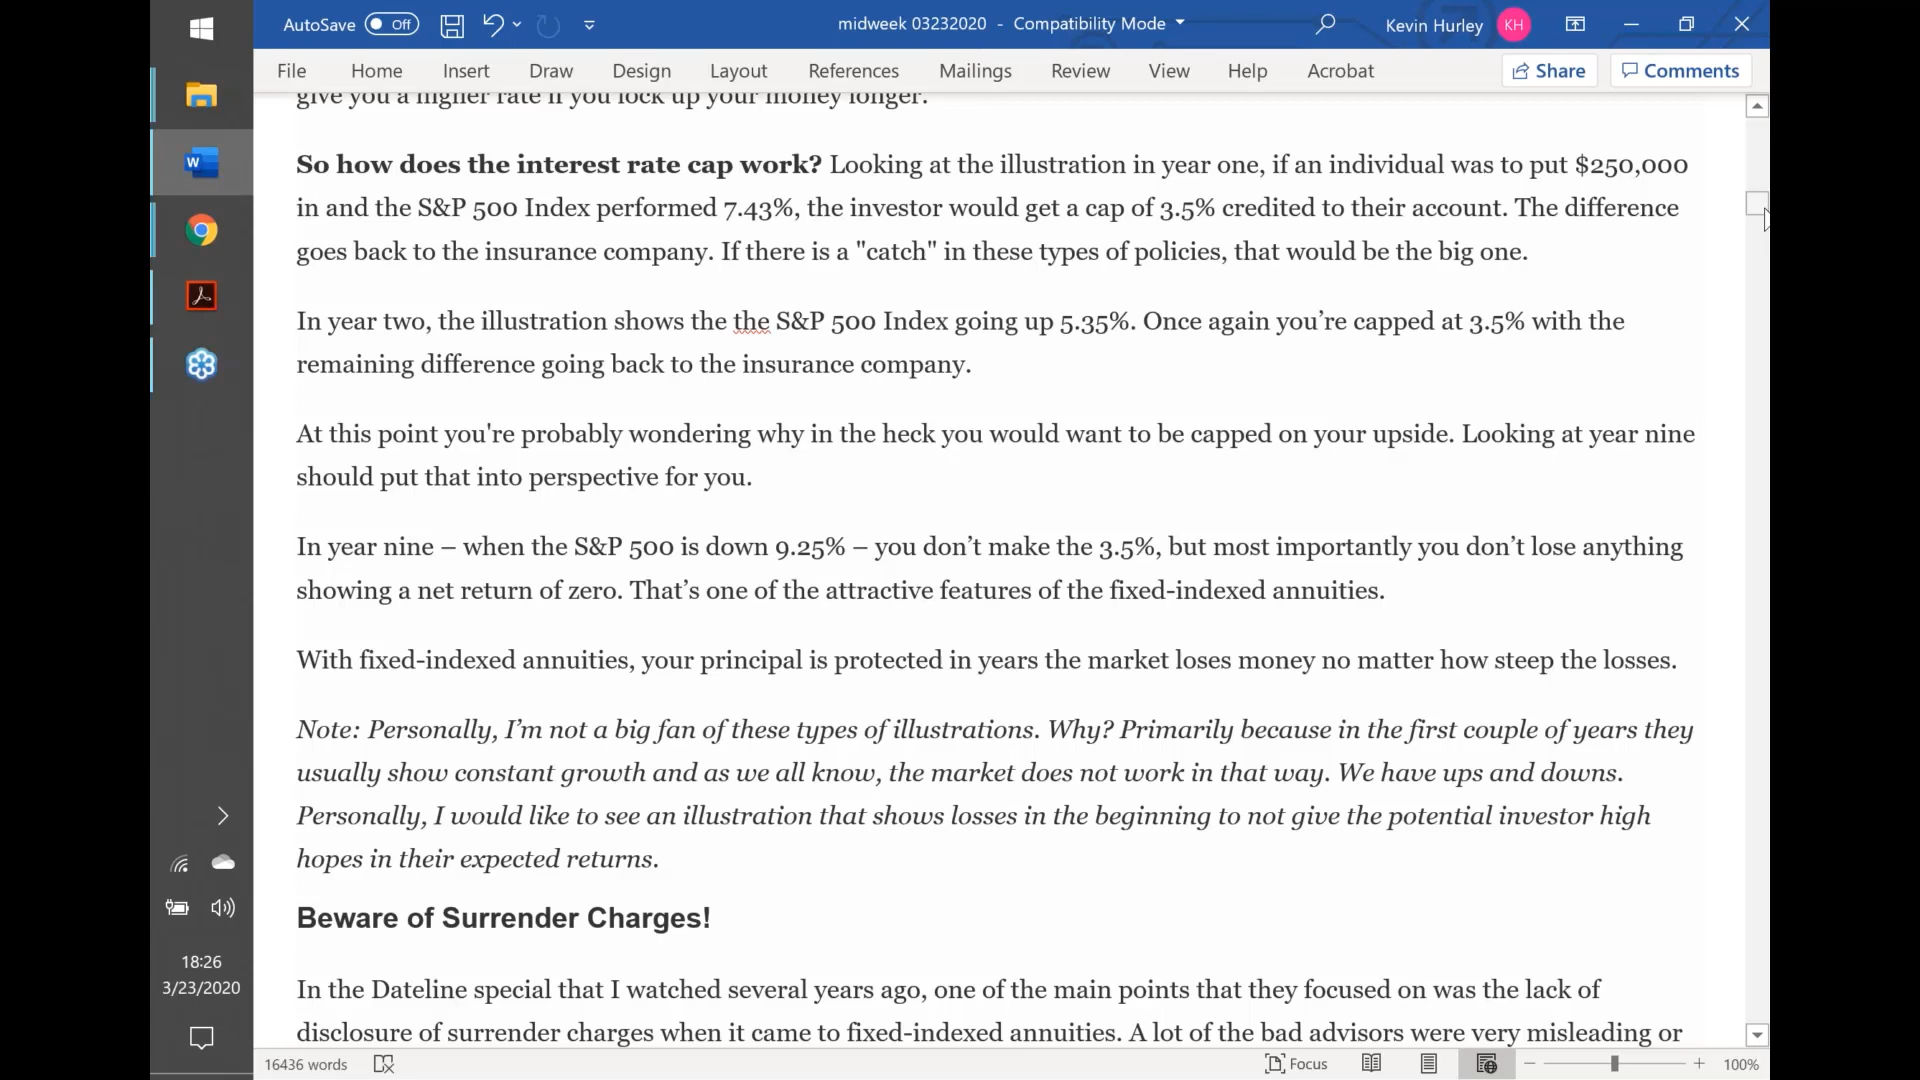 AutoSave Off midweek 03232020 - Compatibility Mode Kevin Hurley KH
File Home Insert Draw Design Layout References Mailings Review View Help Acrobat Share Comments
give you a higher rate if you lock up your money longer.
So how does the interest rate cap work? Looking at the illustration in year one, if an individual was to put $250,000
in and the S&P 500 Index performed 7.43%, the investor would get a cap of 3.5% credited to their account. The difference
goes back to the insurance company. If there is a "catch" in these types of policies, that would be the big one.
In year two, the illustration shows the the S&P 500 Index going up 5.35%. Once again you’re capped at 3.5% with the
remaining difference going back to the insurance company.
At this point you're probably wondering why in the heck you would want to be capped on your upside. Looking at year nine
should put that into perspective for you.
In year nine – when the S&P 500 is down 9.25% – you don’t make the 3.5%, but most importantly you don’t lose anything
showing a net return of zero. That’s one of the attractive features of the fixed-indexed annuities.
With fixed-indexed annuities, your principal is protected in years the market loses money no matter how steep the losses.
Note: Personally, I’m not a big fan of these types of illustrations. Why? Primarily because in the first couple of years they
usually show constant growth and as we all know, the market does not work in that way. We have ups and downs.
Personally, I would like to see an illustration that shows losses in the beginning to not give the potential investor high
hopes in their expected returns.
Beware of Surrender Charges!
In the Dateline special that I watched several years ago, one of the main points that they focused on was the lack of
disclosure of surrender charges when it came to fixed-indexed annuities. A lot of the bad advisors were very misleading or
18:26
3/23/2020
16436 words Focus 100%